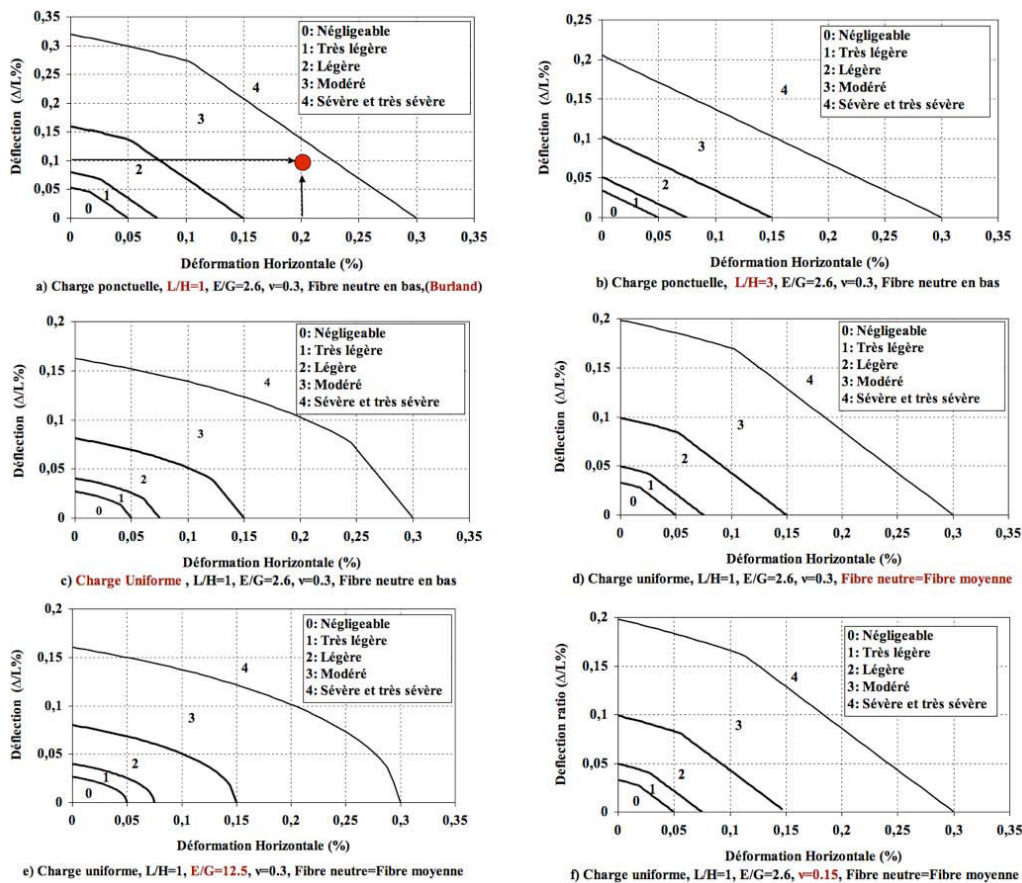 Déflection (Δ/L%)
0,35
0,3
0,25
0,2
0,15
0,1
0,05
0
0: Négligeable
1: Très légère
2: Légère
3: Modéré
4: Sévère et très sévère
4
3
2
1
0
0 0,05 0,1 0,15 0,2 0,25 0,3 0,35
Déformation Horizontale (%)
a) Charge ponctuelle, L/H=1, E/G=2.6, ν=0.3, Fibre neutre en bas,(Burland)
Déflection (Δ/L%)
0,25
0,2
0,15
0,1
0,05
0
0: Négligeable
1: Très légère
2: Légère
3: Modéré
4: Sévère et très sévère
4
3
2
1
0
0 0,05 0,1 0,15 0,2 0,25 0,3 0,35
Déformation Horizontale (%)
b) Charge ponctuelle, L/H=3, E/G=2.6, ν=0.3, Fibre neutre en bas
Déflection (Δ/L%)
0,2
0,15
0,1
0,05
0
0: Négligeable
1: Très légère
2: Légère
3: Modéré
4: Sévère et très sévère
4
3
2
1
0
0 0,05 0,1 0,15 0,2 0,25 0,3 0,35
Déformation Horizontale (%)
c) Charge Uniforme , L/H=1, E/G=2.6, ν=0.3, Fibre neutre en bas
Déflection (Δ/L%)
0,2
0,15
0,1
0,05
0
0: Négligeable
1: Très légère
2: Légère
3: Modéré
4: Sévère et très sévère
4
3
2
1
0
0 0,05 0,1 0,15 0,2 0,25 0,3 0,35
Déformation Horizontale (%)
d) Charge uniforme, L/H=1, E/G=2.6, ν=0.3, Fibre neutre=Fibre moyenne
Déflection (Δ/L%)
0,2
0,15
0,1
0,05
0
0: Négligeable
1: Très légère
2: Légère
3: Modéré
4: Sévère et très sévère
4
3
2
1
0
0 0,05 0,1 0,15 0,2 0,25 0,3 0,35
Déformation Horizontale (%)
e) Charge uniforme, L/H=1, E/G=12.5, ν=0.3, Fibre neutre=Fibre moyenne
Deflection ratio (Δ/L%)
0,2
0,15
0,1
0,05
0
0: Négligeable
1: Très légère
2: Légère
3: Modéré
4: Sévère et très sévère
4
3
2
1
0
0 0,05 0,1 0,15 0,2 0,25 0,3 0,35
Déformation Horizontale (%)
f) Charge uniforme, L/H=1, E/G=2.6, ν=0.15, Fibre neutre=Fibre moyenne